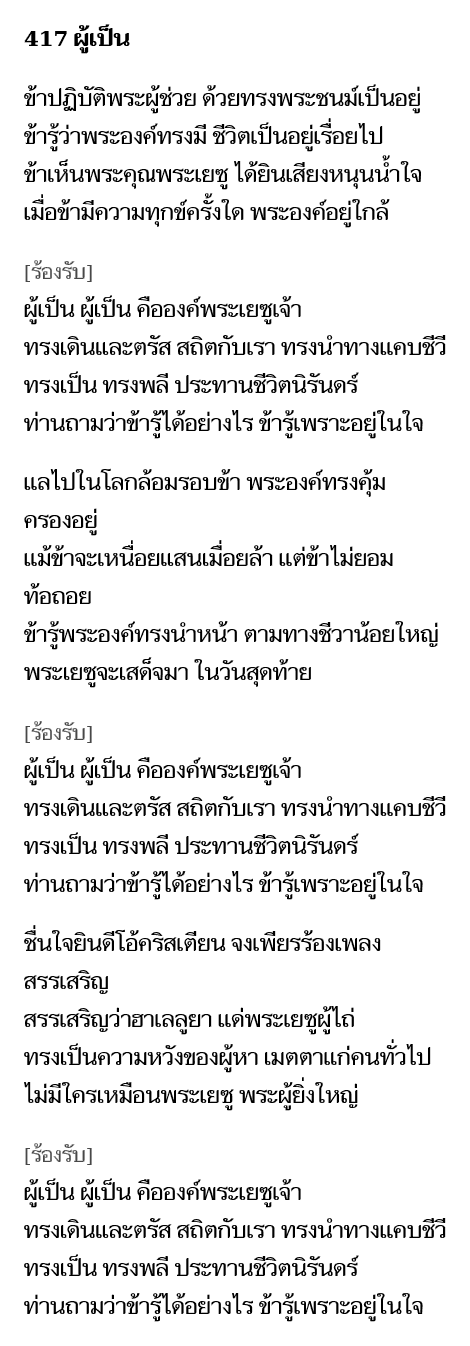 417 ผู้เป็น
ข้าปฏิบัติพระผู้ช่วย ด้วยทรงพระชนม์เป็นอยู่
ข้ารู้ว่าพระองค์ทรงมี ชีวิตเป็นอยู่เรื่อยไป
ข้าเห็นพระคุณพระเยซู ได้ยินเสียงหนุนน้ำใจ
เมื่อข้ามีความทุกข์ครั้งใด พระองค์อยู่ใกล้
[ร้องรับ]
ผู้เป็น ผู้เป็น คือองค์พระเยซูเจ้า
ทรงเดินและตรัส สถิตกับเรา ทรงนำทางแคบชีวี
ทรงเป็น ทรงพลี ประทานชีวิตนิรันดร์
ท่านถามว่าข้ารู้ได้อย่างไร ข้ารู้เพราะอยู่ในใจ
แลไปในโลกล้อมรอบข้า พระองค์ทรงคุ้ม
ครองอยู่
แม้ข้าจะเหนื่อยแสนเมื่อยล้า แต่ข้าไม่ยอม
ท้อถอย
ข้ารู้พระองค์ทรงนำหน้า ตามทางชีวาน้อยใหญ่
พระเยซูจะเสด็จมา ในวันสุดท้าย
[ร้องรับ]
ผู้เป็น ผู้เป็น คือองค์พระเยซูเจ้า
ทรงเดินและตรัส สถิตกับเรา ทรงนำทางแคบชีวี
ทรงเป็น ทรงพลี ประทานชีวิตนิรันดร์
ท่านถามว่าข้ารู้ได้อย่างไร ข้ารู้เพราะอยู่ในใจ
ชื่นใจยินดีโอ้คริสเตียน จงเพียรร้องเพลง
สรรเสริญ
สรรเสริญว่าฮาเลลูยา แด่พระเยซูผู้ไถ่
ทรงเป็นความหวังของผู้หา เมตตาแก่คนทั่วไป
ไม่มีใครเหมือนพระเยซู พระผู้ยิ่งใหญ่
[ร้องรับ]
ผู้เป็น ผู้เป็น คือองค์พระเยซูเจ้า
ทรงเดินและตรัส สถิตกับเรา ทรงนำทางแคบชีวี
ทรงเป็น ทรงพลี ประทานชีวิตนิรันดร์
ท่านถามว่าข้ารู้ได้อย่างไร ข้ารู้เพราะอยู่ในใจ